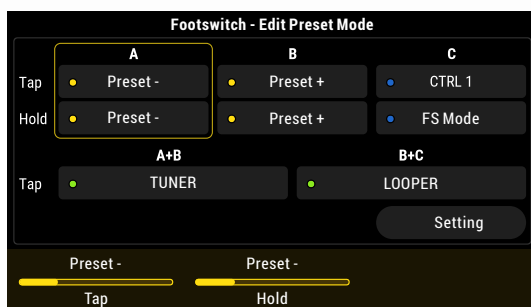 Footswitch - Edit Preset Mode
A B C
Tap Preset - Preset + CTRL 1
Hold Preset - Preset + FS Mode
A+B B+C
Tap TUNER LOOPER
Setting
Preset - Preset -
Tap Hold